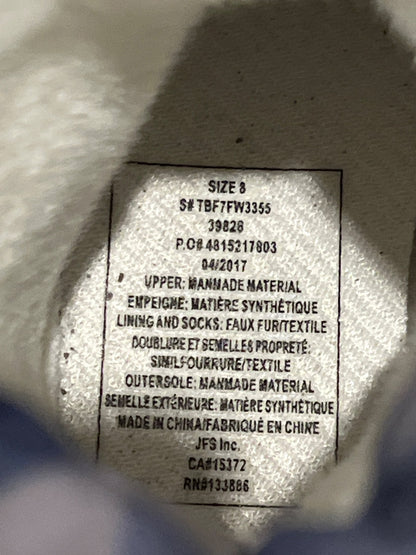 SIZE 8
S# TBF7FW3355
39828
P.O# 4815217803
04/2017
UPPER: MANMADE MATERIAL
EMPEIGNE: MATIÈRE SYNTHÉTIQUE
LINING AND SOCKS: FAUX FUR/TEXTILE
DOUBLURE ET SEMELLES PROPRETÉ:
SIMILFOURRURE/TEXTILE
OUTERSOLE: MANMADE MATERIAL
SEMELLE EXTÉRIEURE: MATIÈRE SYNTHÉTIQUE
MADE IN CHINA/FABRIQUÉ EN CHINE
JFS Inc.
CA#15372
RN#133886